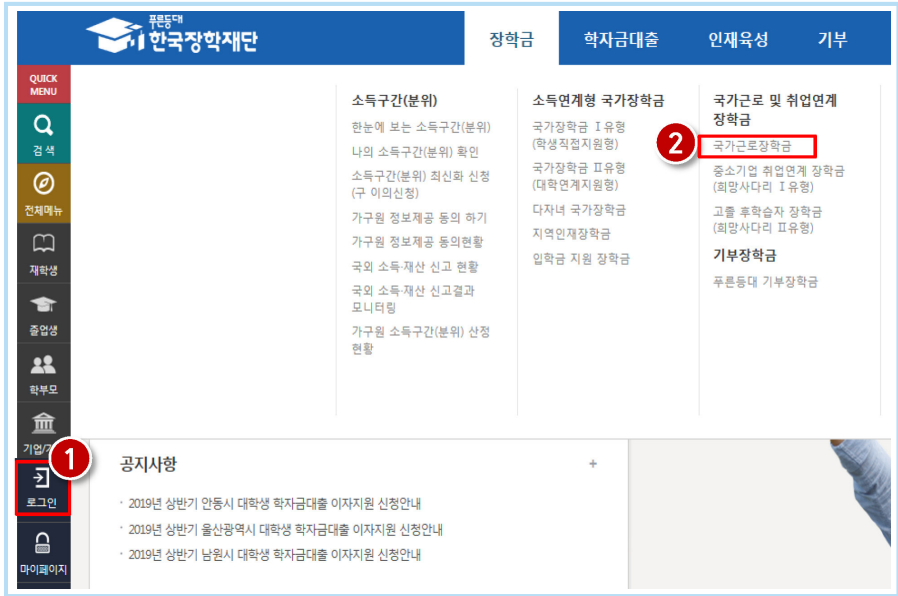 푸른등대
한국장학재단
장학금
학자금대출
인재육성
기부
QUICK
MENU
검색
전체메뉴
재학생
졸업생
학부모
기업/
1
로그인
마이페이지
소득구간(분위)
한눈에 보는 소득구간(분위)
나의 소득구간(분위) 확인
소득구간(분위) 최신화 신청
(구 이의신청)
가구원 정보제공 동의 하기
가구원 정보제공 동의현황
국외 소득·재산 신고 현황
국외 소득·재산 신고결과
모니터링
가구원 소득구간(분위) 산정
현황
소득연계형 국가장학금
국가장학금 Ⅰ유형
(학생직접지원형)
국가장학금 Ⅱ유형
(대학연계지원형)
다자녀 국가장학금
지역인재장학금
입학금 지원 장학금
국가근로 및 취업연계
장학금
2
국가근로장학금
중소기업 취업연계 장학금
(희망사다리 Ⅰ유형)
고졸 후학습자 장학금
(희망사다리 Ⅱ유형)
기부장학금
푸른등대 기부장학금
공지사항
+
· 2019년 상반기 안동시 대학생 학자금대출 이자지원 신청안내
· 2019년 상반기 울산광역시 대학생 학자금대출 이자지원 신청안내
· 2019년 상반기 남원시 대학생 학자금대출 이자지원 신청안내